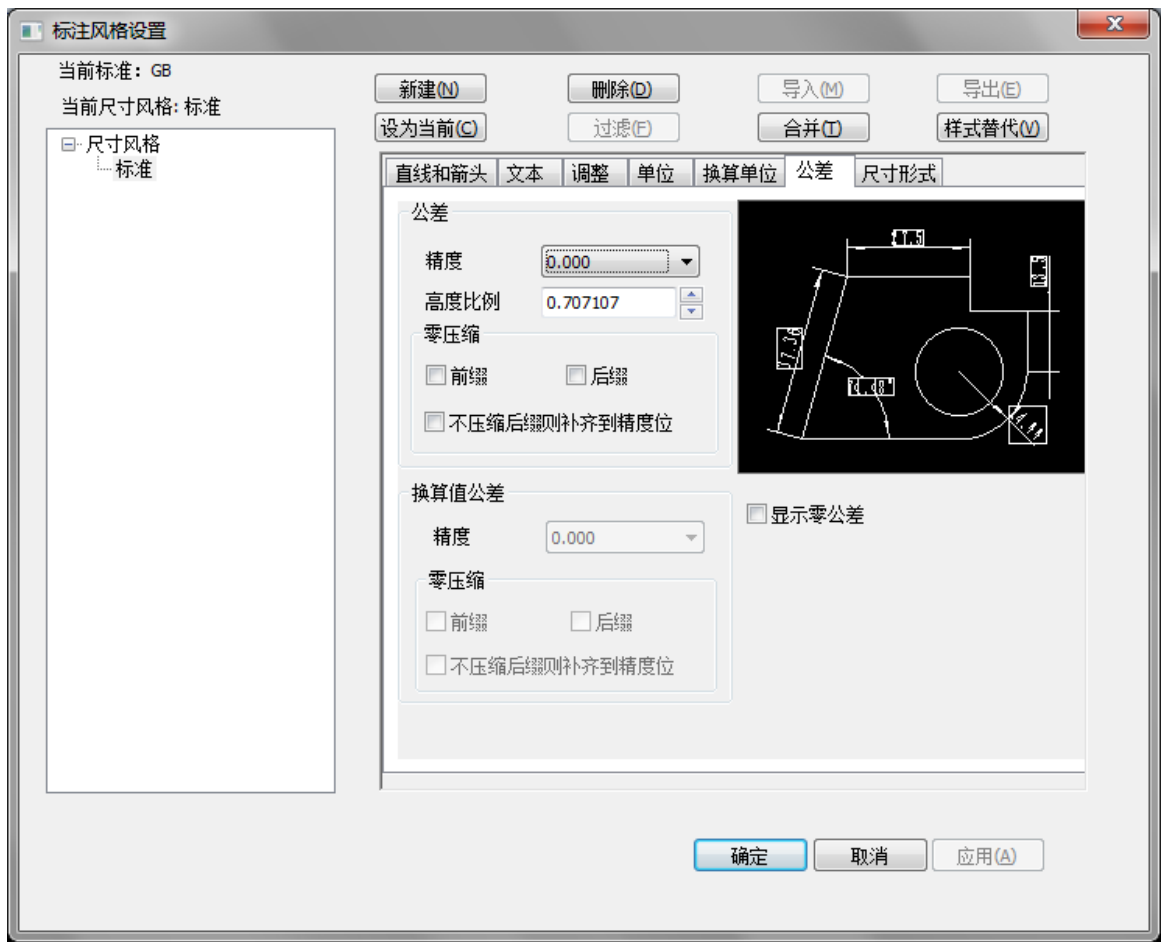 标注风格设置
当前标准: GB
当前尺寸风格: 标准
新建(N) 删除(D) 导入(M) 导出(E)
设为当前(C) 过滤(F) 合并(T) 样式替代(V)
尺寸风格
标准
直线和箭头 文本 调整 单位 换算单位 公差 尺寸形式
公差
精度 0.000
高度比例 0.707107
零压缩
前缀 后缀
不压缩后缀则补齐到精度位
换算值公差
精度 0.000
零压缩
前缀 后缀
不压缩后缀则补齐到精度位
显示零公差
确定 取消 应用(A)